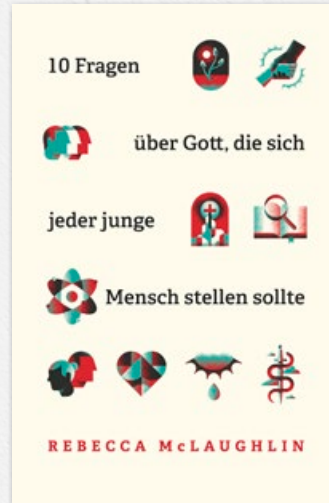 10 Fragen
über Gott, die sich
jeder junge
Mensch stellen sollte
REBECCA McLAUGHLIN